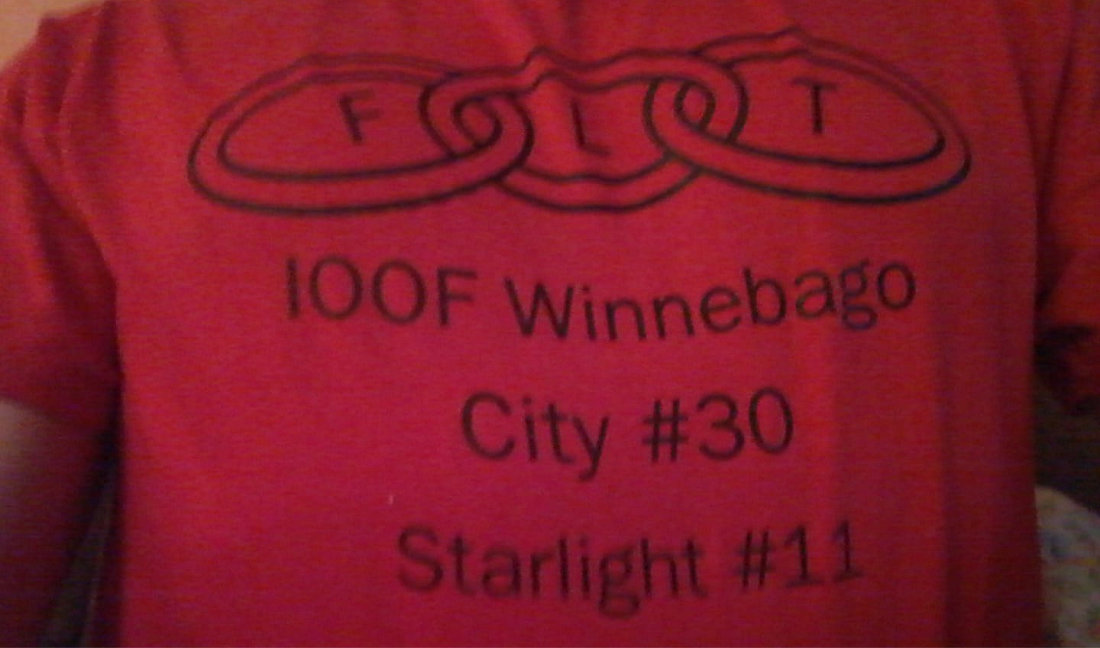 F L T
IOOF Winnebago
City #30
Starlight #11